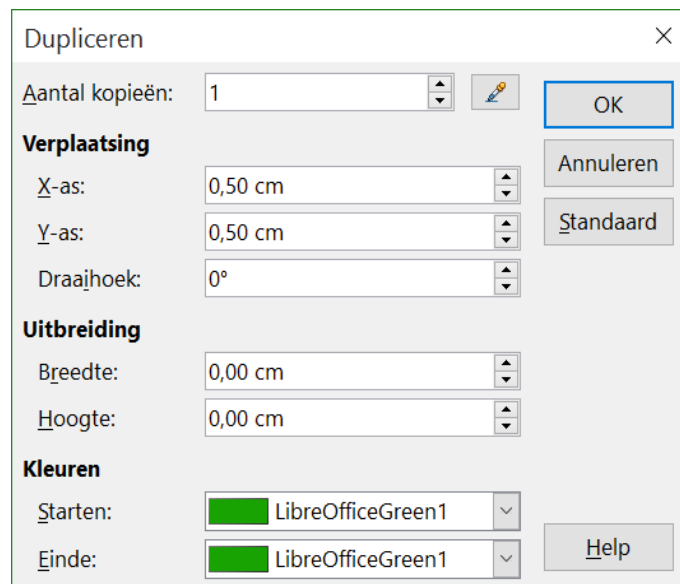 Dupliceren
Aantal kopieën: 1
OK
Verplaatsing
Annuleren
X-as: 0,50 cm
Y-as: 0,50 cm
Standaard
Draaihoek: 0°
Uitbreiding
Breedte: 0,00 cm
Hoogte: 0,00 cm
Kleuren
Starten: LibreOfficeGreen1
Einde: LibreOfficeGreen1
Help